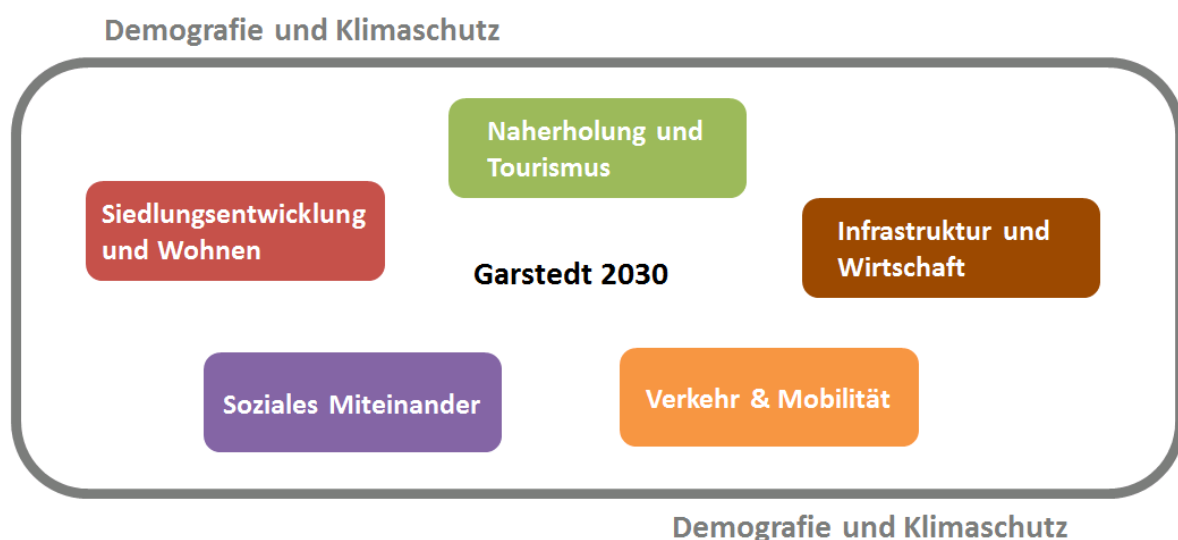 Demografie und Klimaschutz
Naherholung und
Tourismus
Siedlungsentwicklung
und Wohnen
Infrastruktur und
Wirtschaft
Garstedt 2030
Soziales Miteinander
Verkehr & Mobilität
Demografie und Klimaschutz